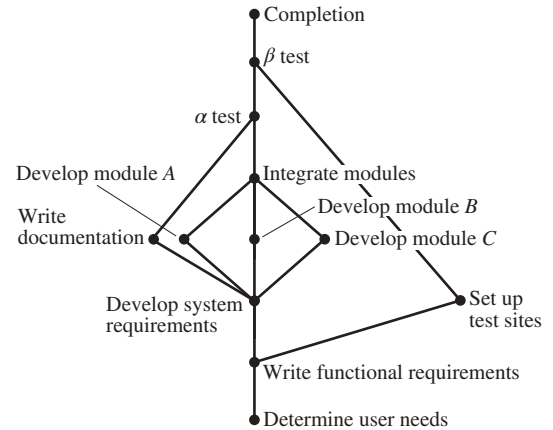 Completion
β test
α test
Develop module A
Integrate modules
Develop module B
Write
documentation
Develop module C
Develop system
requirements
Set up
test sites
Write functional requirements
Determine user needs